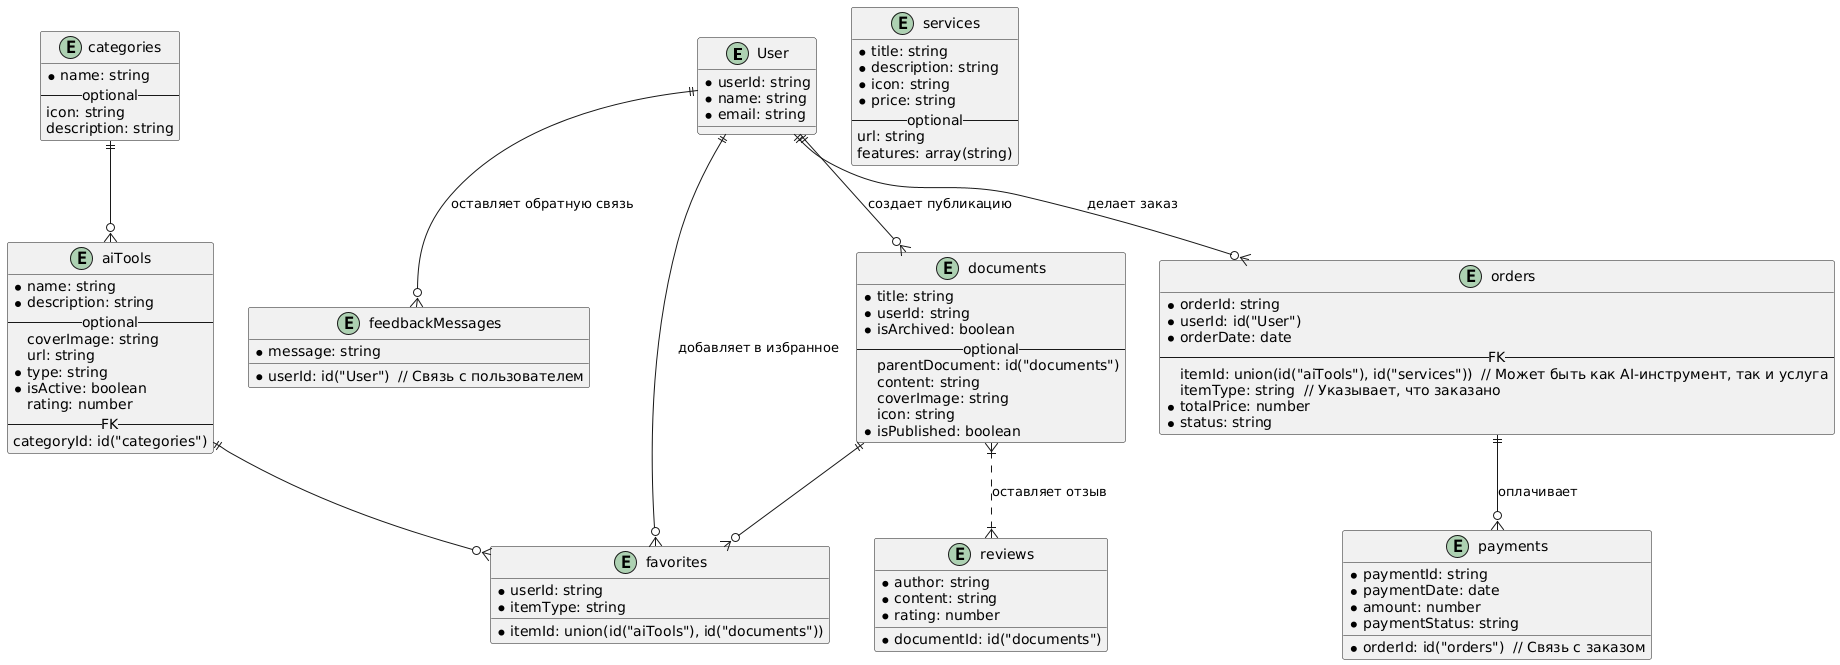 E categories
name: string
optional
icon: string
description: string
E User
userId: string
name: string
email: string
E services
title: string
description: string
icon: string
price: string
optional
url: string
features: array(string)
оставляет обратную связь
создает публикацию
делает заказ
E aiTools
name: string
description: string
optional
coverImage: string
url: string
type: string
isActive: boolean
rating: number
FK
categoryId: id("categories")
E feedbackMessages
message: string
userId: id("User")  // Связь с пользователем
добавляет в избранное
E documents
title: string
userId: string
isArchived: boolean
optional
parentDocument: id("documents")
content: string
coverImage: string
icon: string
isPublished: boolean
E orders
orderId: string
userId: id("User")
orderDate: date
FK
itemId: union(id("aiTools"), id("services"))  // Может быть как AI-инструмент, так и услуга
itemType: string  // Указывает, что заказано
totalPrice: number
status: string
оставляет отзыв
оплачивает
E favorites
userId: string
itemType: string
itemId: union(id("aiTools"), id("documents"))
E reviews
author: string
content: string
rating: number
documentId: id("documents")
E payments
paymentId: string
paymentDate: date
amount: number
paymentStatus: string
orderId: id("orders")  // Связь с заказом